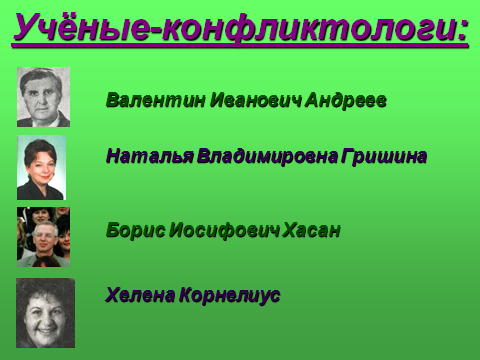 Учёные-конфликтологи:
Валентин Иванович Андреев
Наталья Владимировна Гришина
Борис Иосифович Хасан
Хелена Корнелиус